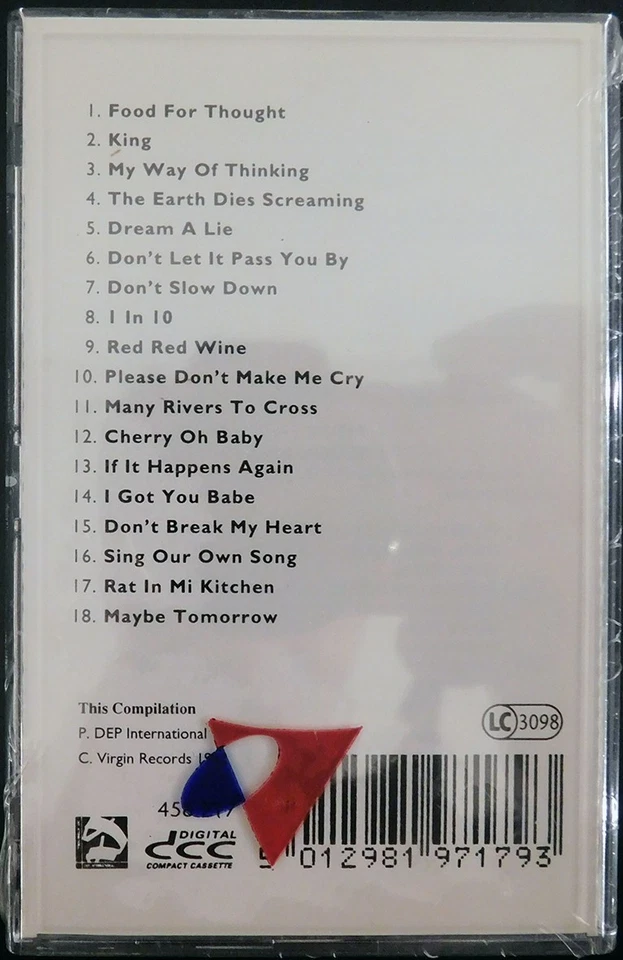 1. Food For Thought
2. King
3. My Way Of Thinking
4. The Earth Dies Screaming
5. Dream A Lie
6. Don't Let It Pass You By
7. Don't Slow Down
8. I In 10
9. Red Red Wine
10. Please Don't Make Me Cry
11. Many Rivers To Cross
12. Cherry Oh Baby
13. If It Happens Again
14. I Got You Babe
15. Don't Break My Heart
16. Sing Our Own Song
17. Rat In Mi Kitchen
18. Maybe Tomorrow
This Compilation
P. DEP International
C. Virgin Records
LC 3098
DIGITAL
dcc
COMPACT CASSETTE
5 012981 971793